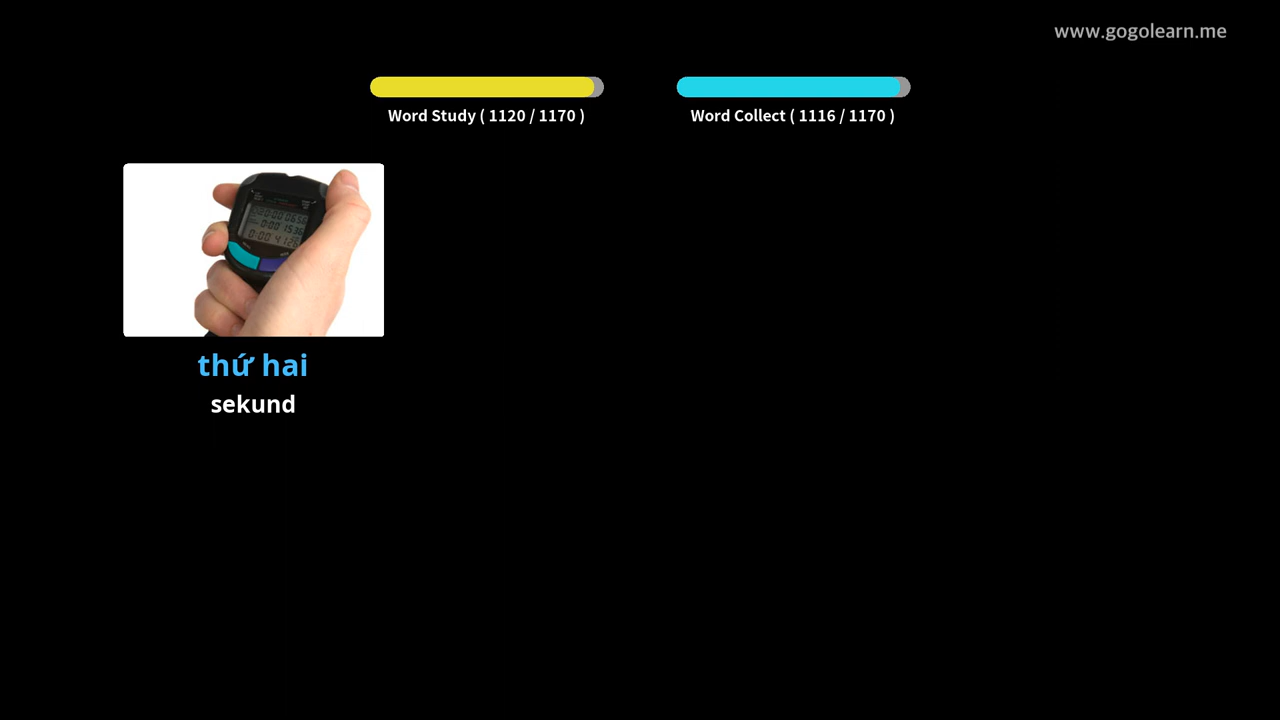 www.gogolearn.me
Word Study ( 1120 / 1170 )
Word Collect ( 1116 / 1170 )
thứ hai
sekund